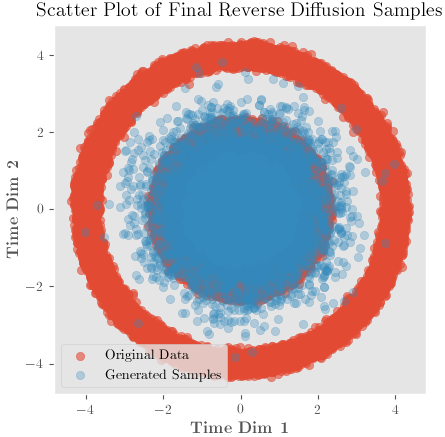 Scatter Plot of Final Reverse Diffusion Samples
4
2
0
−2
−4
Time Dim 2
Original Data
Generated Samples
−4 −2 0 2 4
Time Dim 1